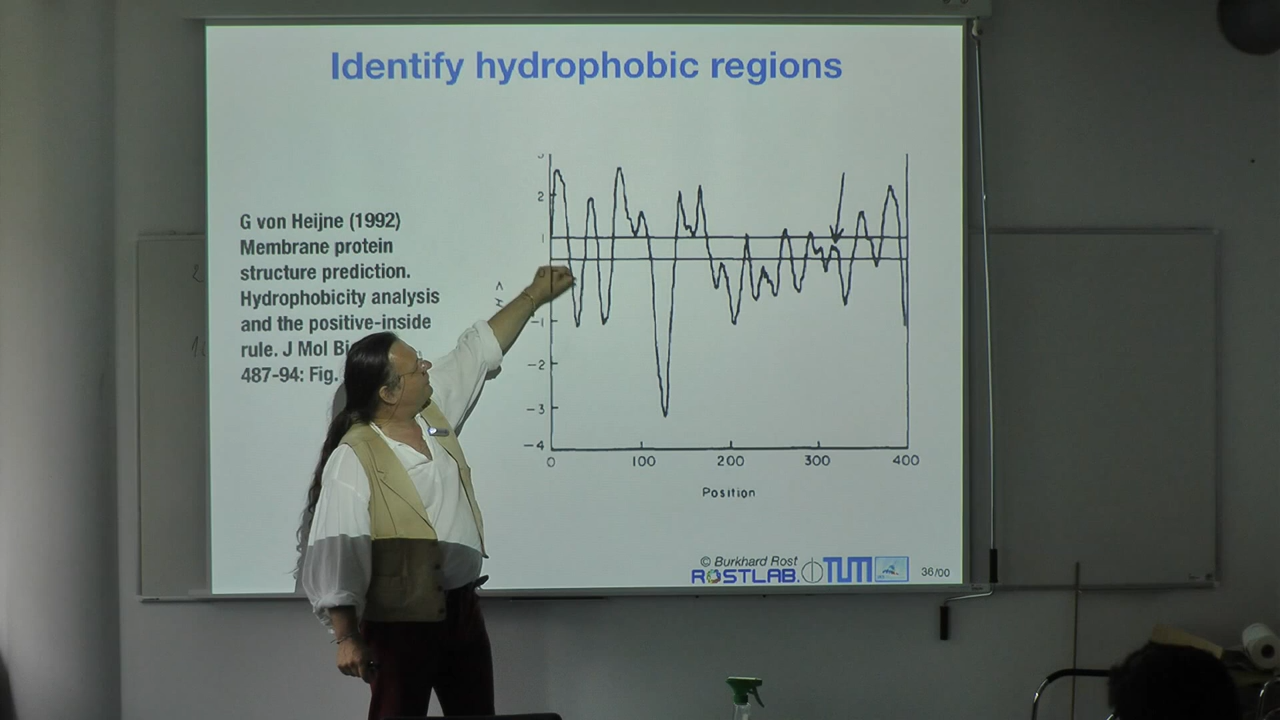 Identify hydrophobic regions
G von Heijne (1992)
Membrane protein
structure prediction.
Hydrophobicity analysis
and the positive-inside
rule. J Mol
487-94: Fig.
2
1
-1
-2
-3
-4
0
100
200
300
400
Position
© Burkhard Rost
ROSTLAB.
TUM
36/00